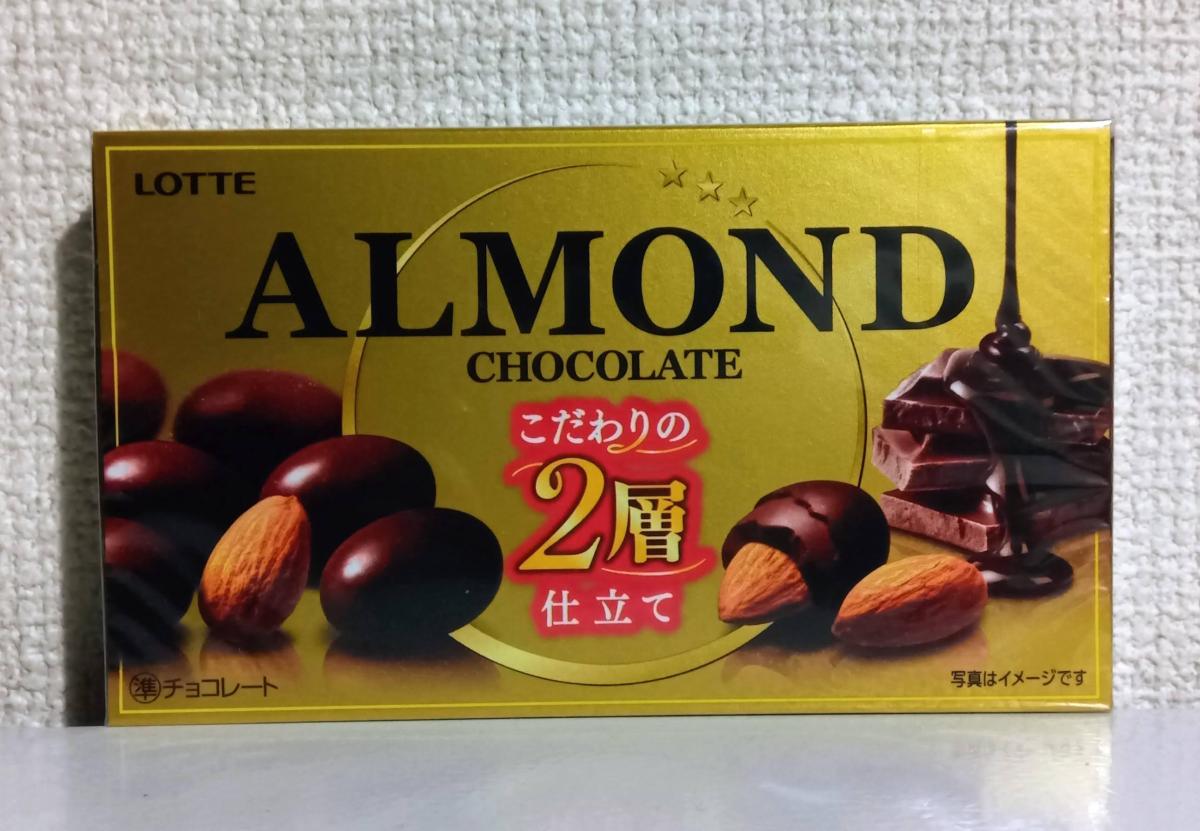 LOTTE
ALMOND
CHOCOLATE
こだわりの
2層
仕立て
準チョコレート
写真はイメージです